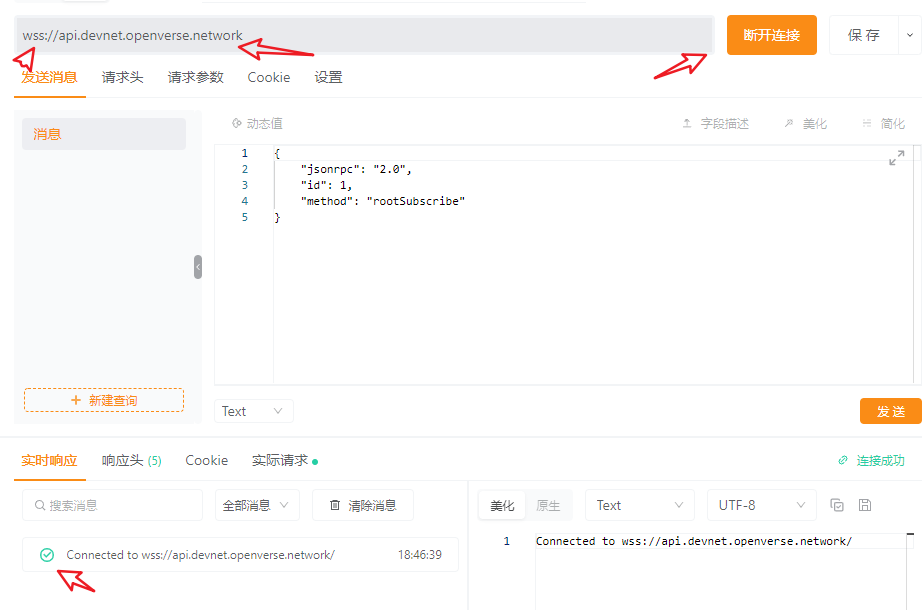 wss://api.devnet.openverse.network
断开连接
保 存
发送消息 请求头 请求参数 Cookie 设置
消息
动态值 字段描述 美化 简化
1 {
2 "jsonrpc": "2.0",
3 "id": 1,
4 "method": "rootSubscribe"
5 }
新建查询
Text
发 送
实时响应 响应头 (5) Cookie 实际请求
连接成功
搜索消息 全部消息 清除消息
美化 原生 Text UTF-8
Connected to wss://api.devnet.openverse.network/ 18:46:39
1 Connected to wss://api.devnet.openverse.network/